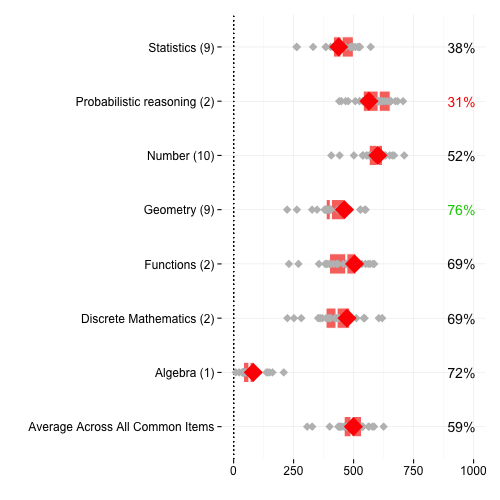 Statistics (9) 38%
Probabilistic reasoning (2) 31%
Number (10) 52%
Geometry (9) 76%
Functions (2) 69%
Discrete Mathematics (2) 69%
Algebra (1) 72%
Average Across All Common Items 59%
0 250 500 750 1000